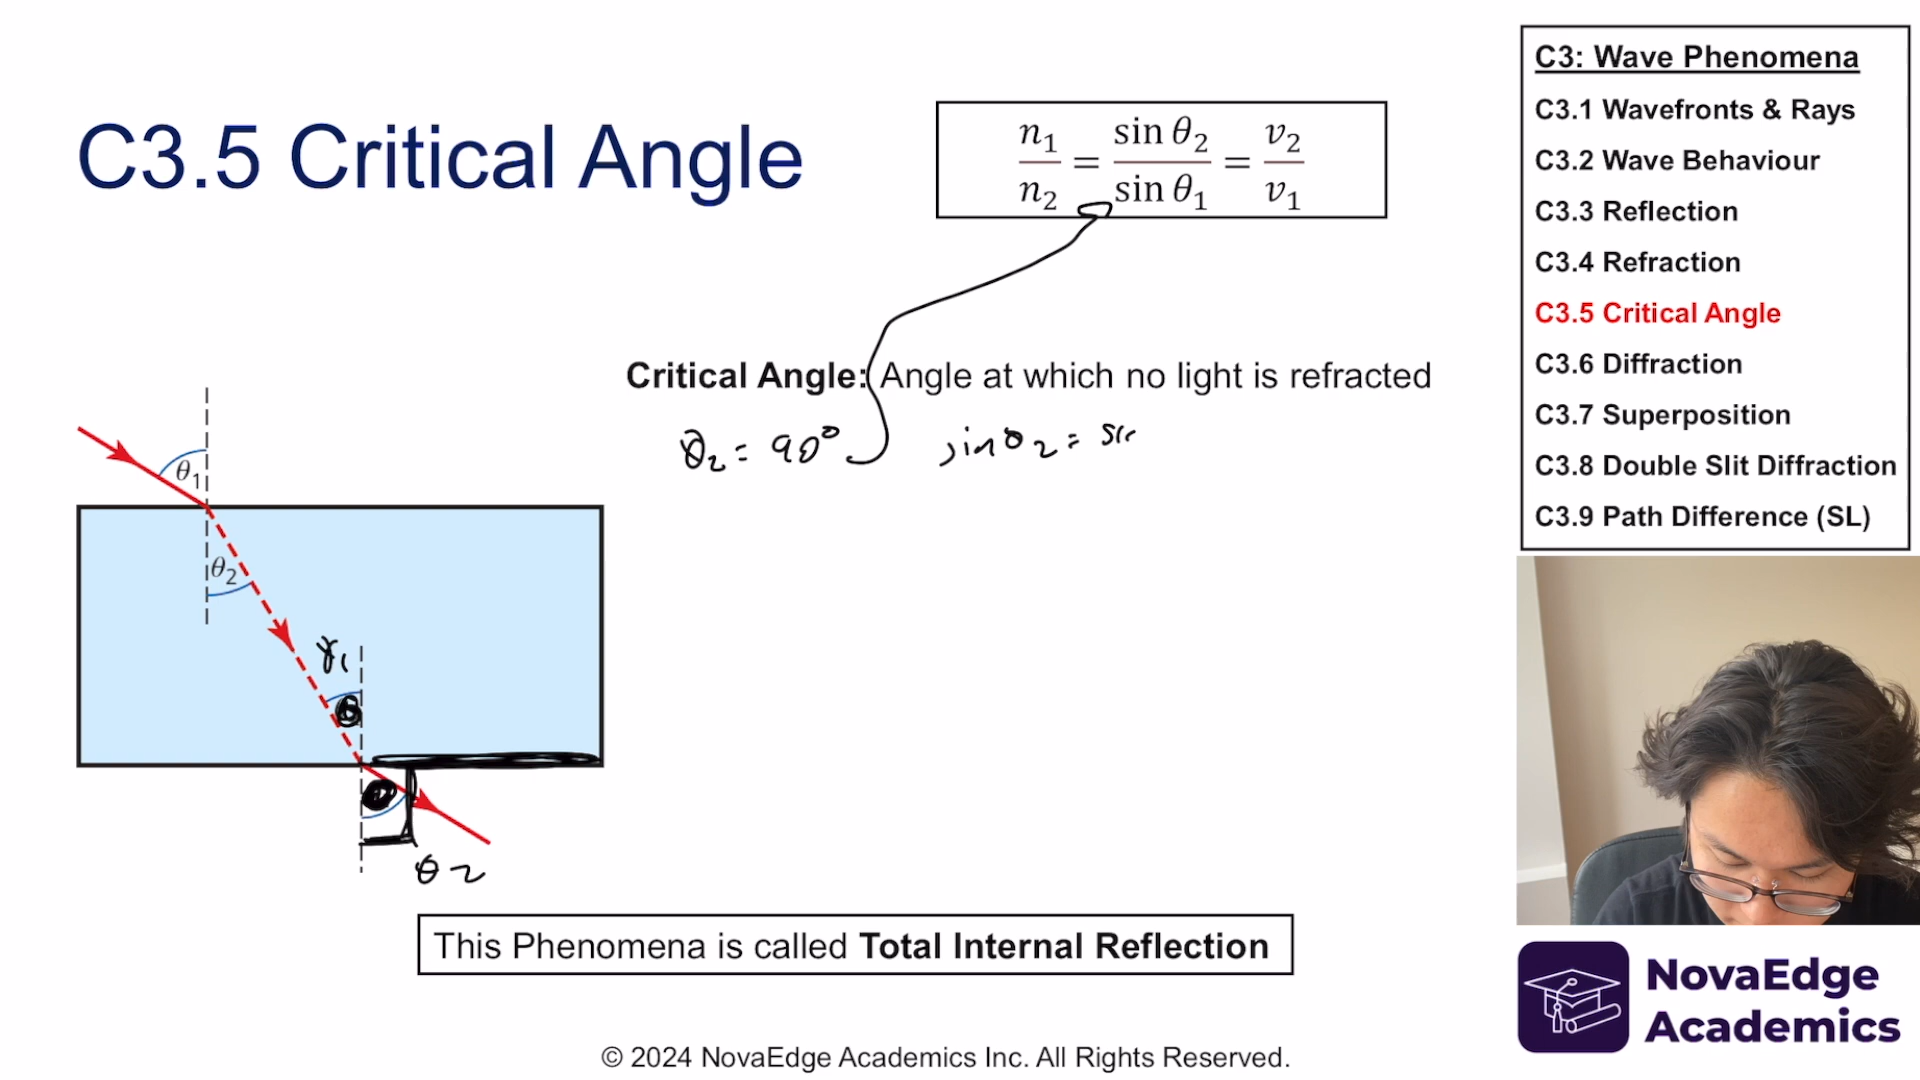 C3.5 Critical Angle
n₁/n₂ = sin θ₂/sin θ₁ = v₂/v₁
Critical Angle: Angle at which no light is refracted
θ₂ = 90° sinθ₂ = sı
θ₁
θ₂
γ₁
θ₂
This Phenomena is called Total Internal Reflection
© 2024 NovaEdge Academics Inc. All Rights Reserved.
C3: Wave Phenomena
C3.1 Wavefronts & Rays
C3.2 Wave Behaviour
C3.3 Reflection
C3.4 Refraction
C3.5 Critical Angle
C3.6 Diffraction
C3.7 Superposition
C3.8 Double Slit Diffraction
C3.9 Path Difference (SL)
NovaEdge
Academics